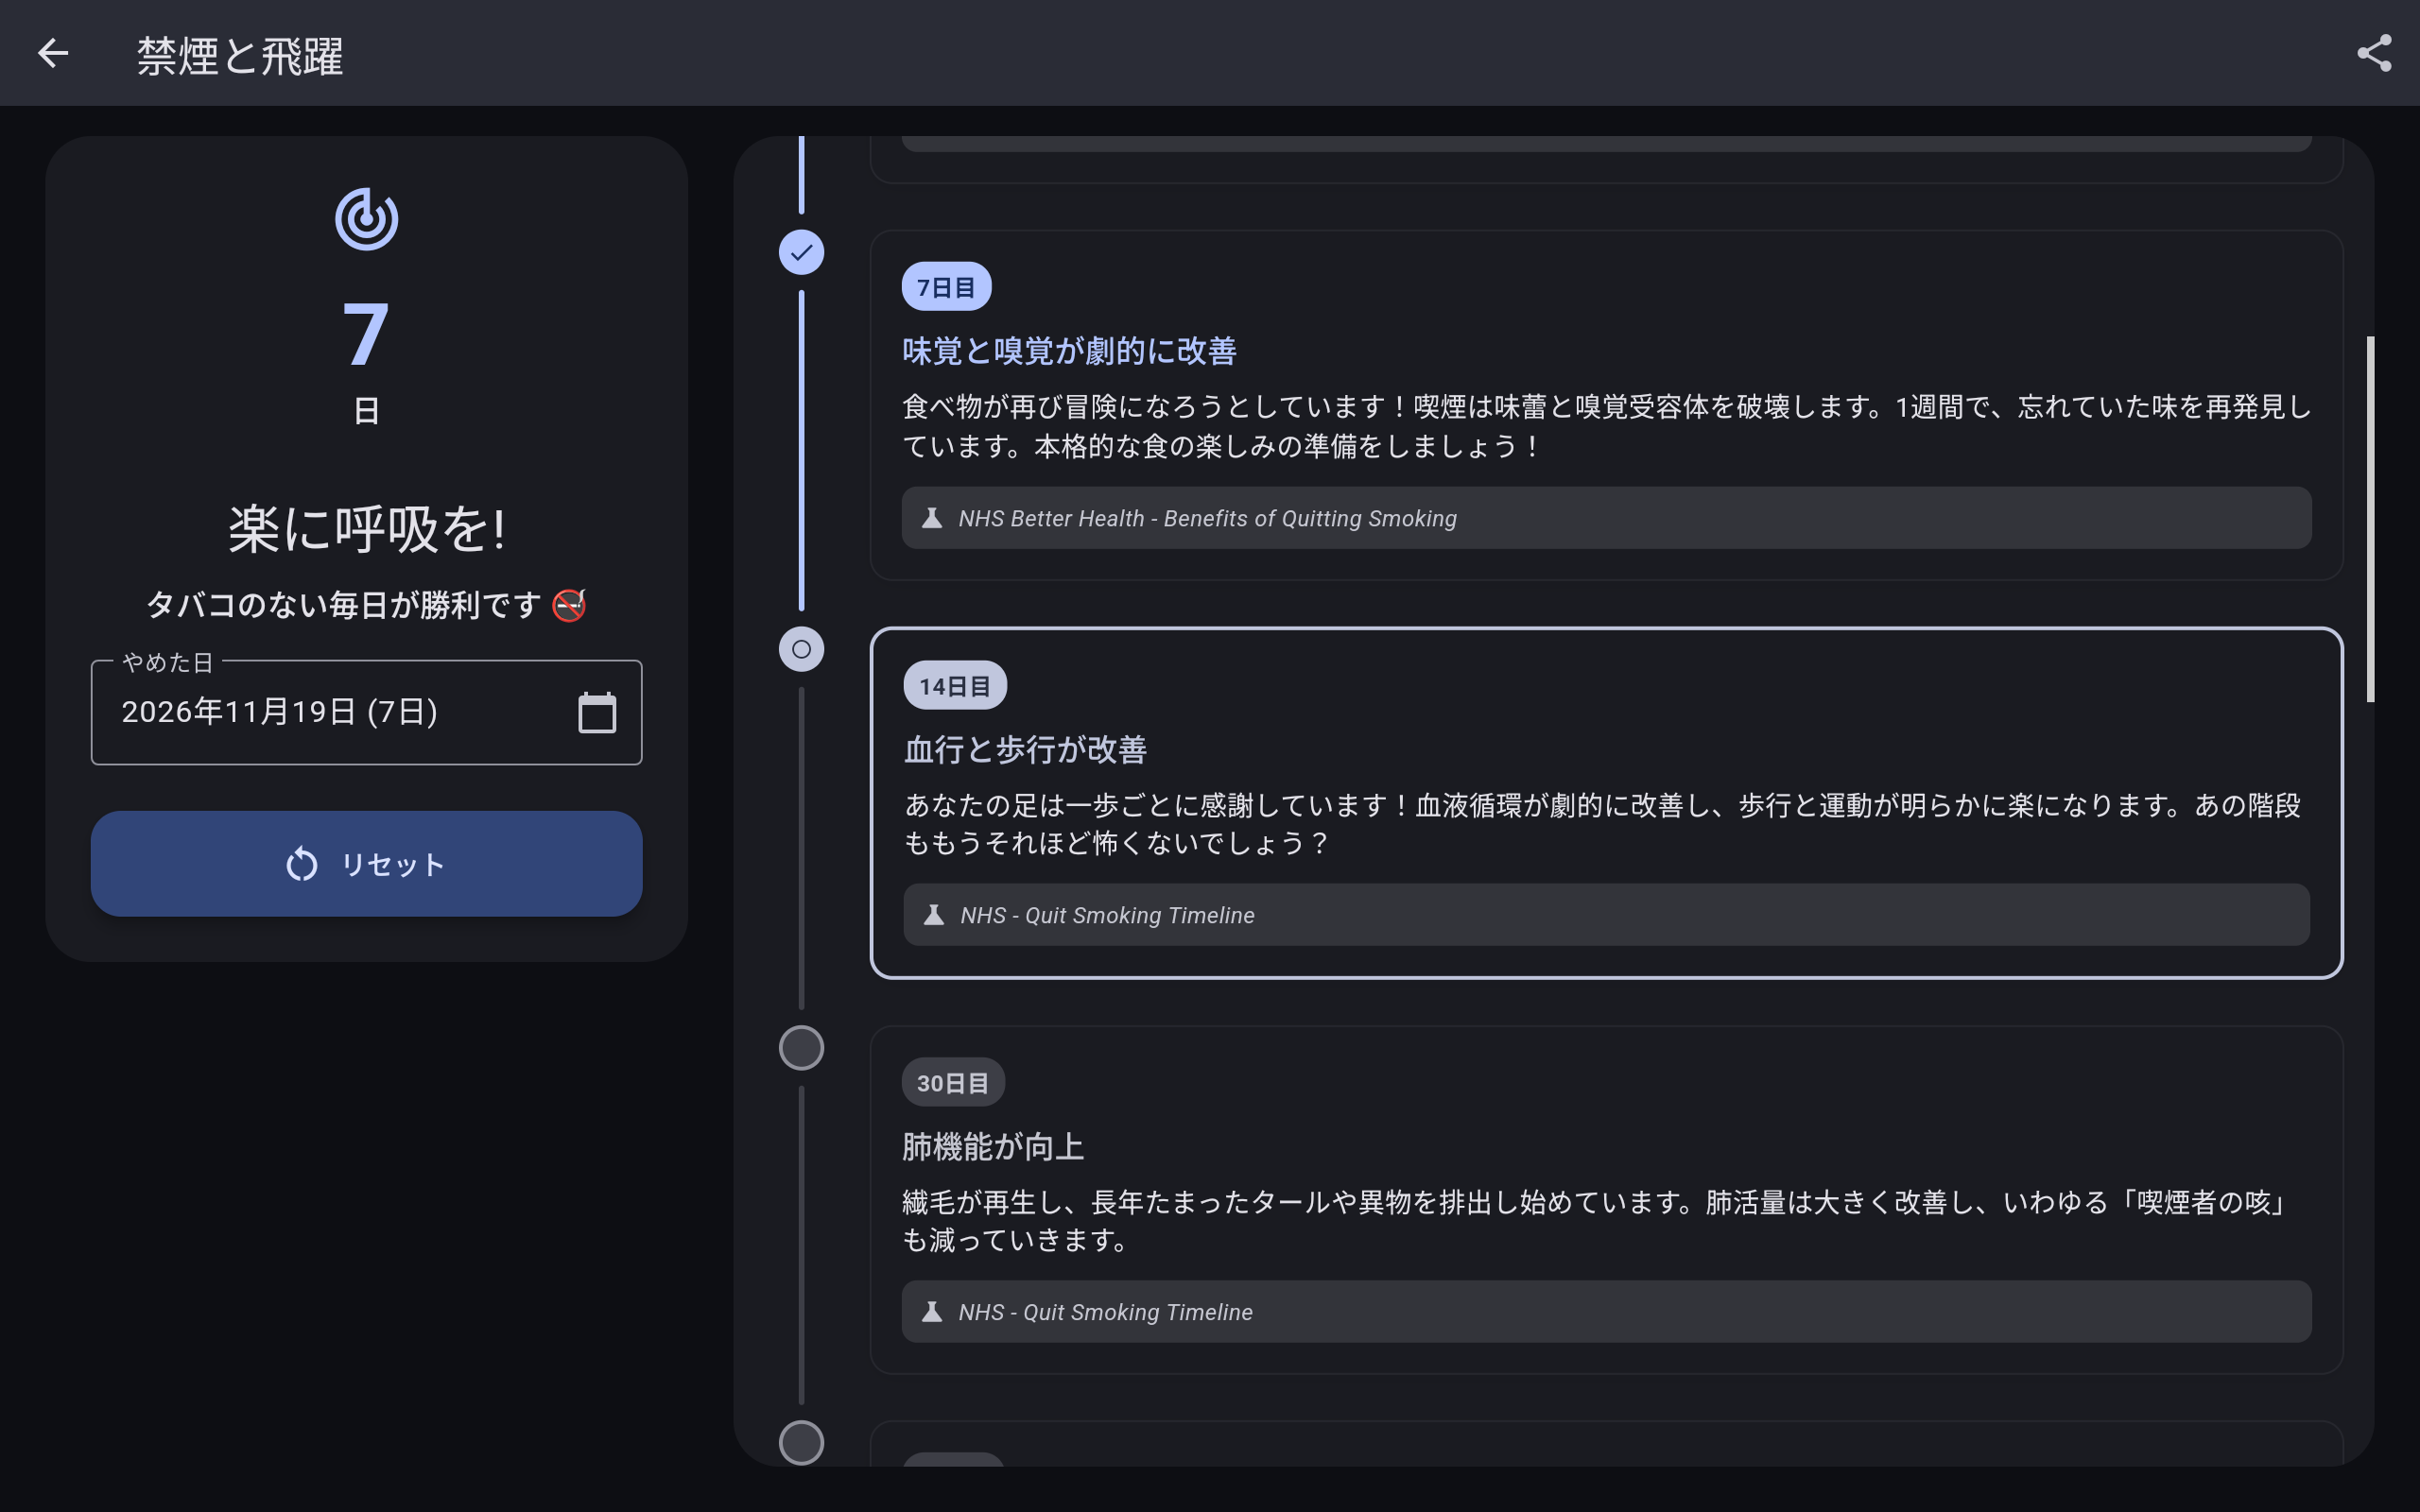 禁煙と飛躍
7
日
楽に呼吸を!
タバコのない毎日が勝利です 🚭
やめた日
2026年11月19日 (7日)
リセット
7日目
味覚と嗅覚が劇的に改善
食べ物が再び冒険になろうとしています！喫煙は味蕾と嗅覚受容体を破壊します。1週間で、忘れていた味を再発見し
ています。本格的な食の楽しみの準備をしましょう！
NHS Better Health - Benefits of Quitting Smoking
14日目
血行と歩行が改善
あなたの足は一歩ごとに感謝しています！血液循環が劇的に改善し、歩行と運動が明らかに楽になります。あの階段
ももうそれほど怖くないでしょう？
NHS - Quit Smoking Timeline
30日目
肺機能が向上
繊毛が再生し、長年たまったタールや異物を排出し始めています。肺活量は大きく改善し、いわゆる「喫煙者の咳」
も減っていきます。
NHS - Quit Smoking Timeline